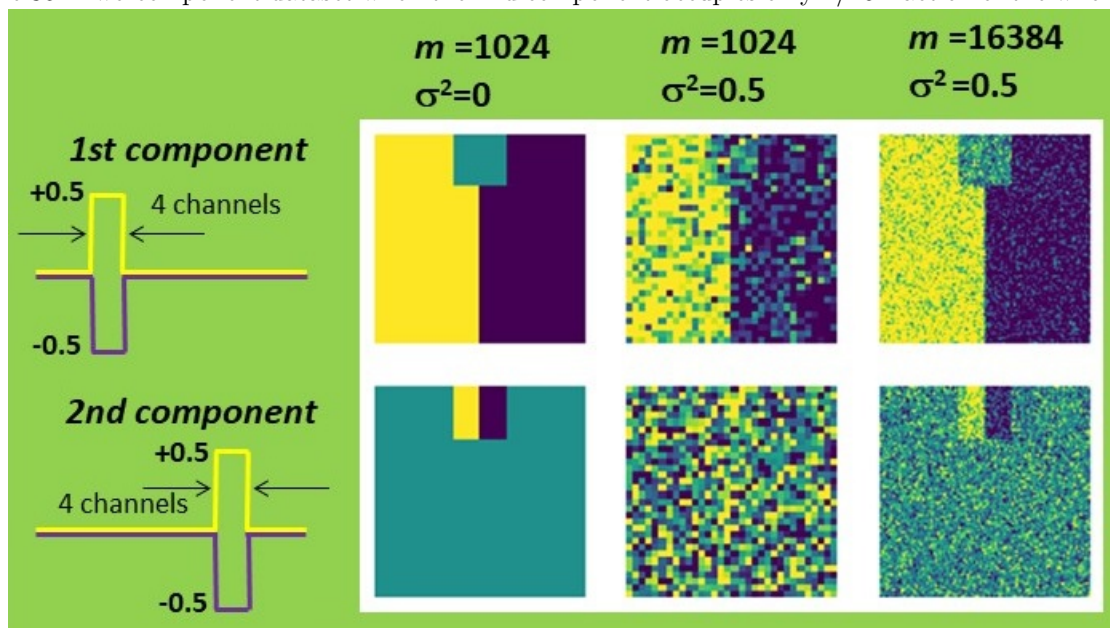 m =1024
σ²=0
m =1024
σ²=0.5
m =16384
σ²=0.5
1st component
+0.5
4 channels
-0.5
2nd component
+0.5
4 channels
-0.5